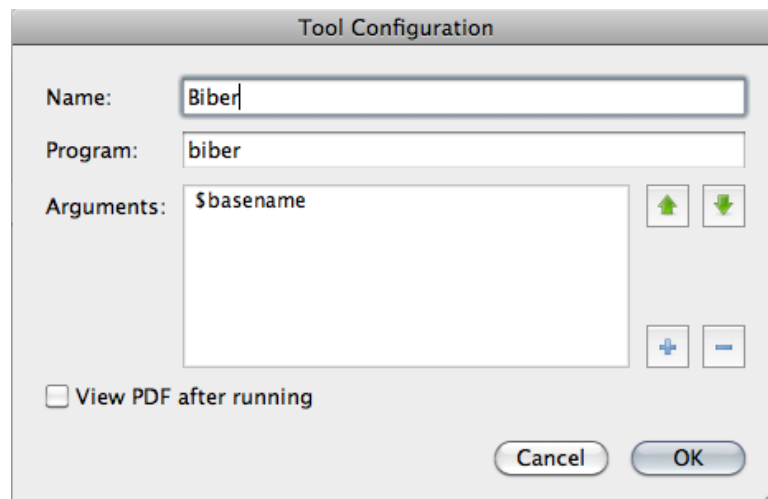 Tool Configuration
Name: Biber
Program: biber
Arguments: $basename
View PDF after running
Cancel OK